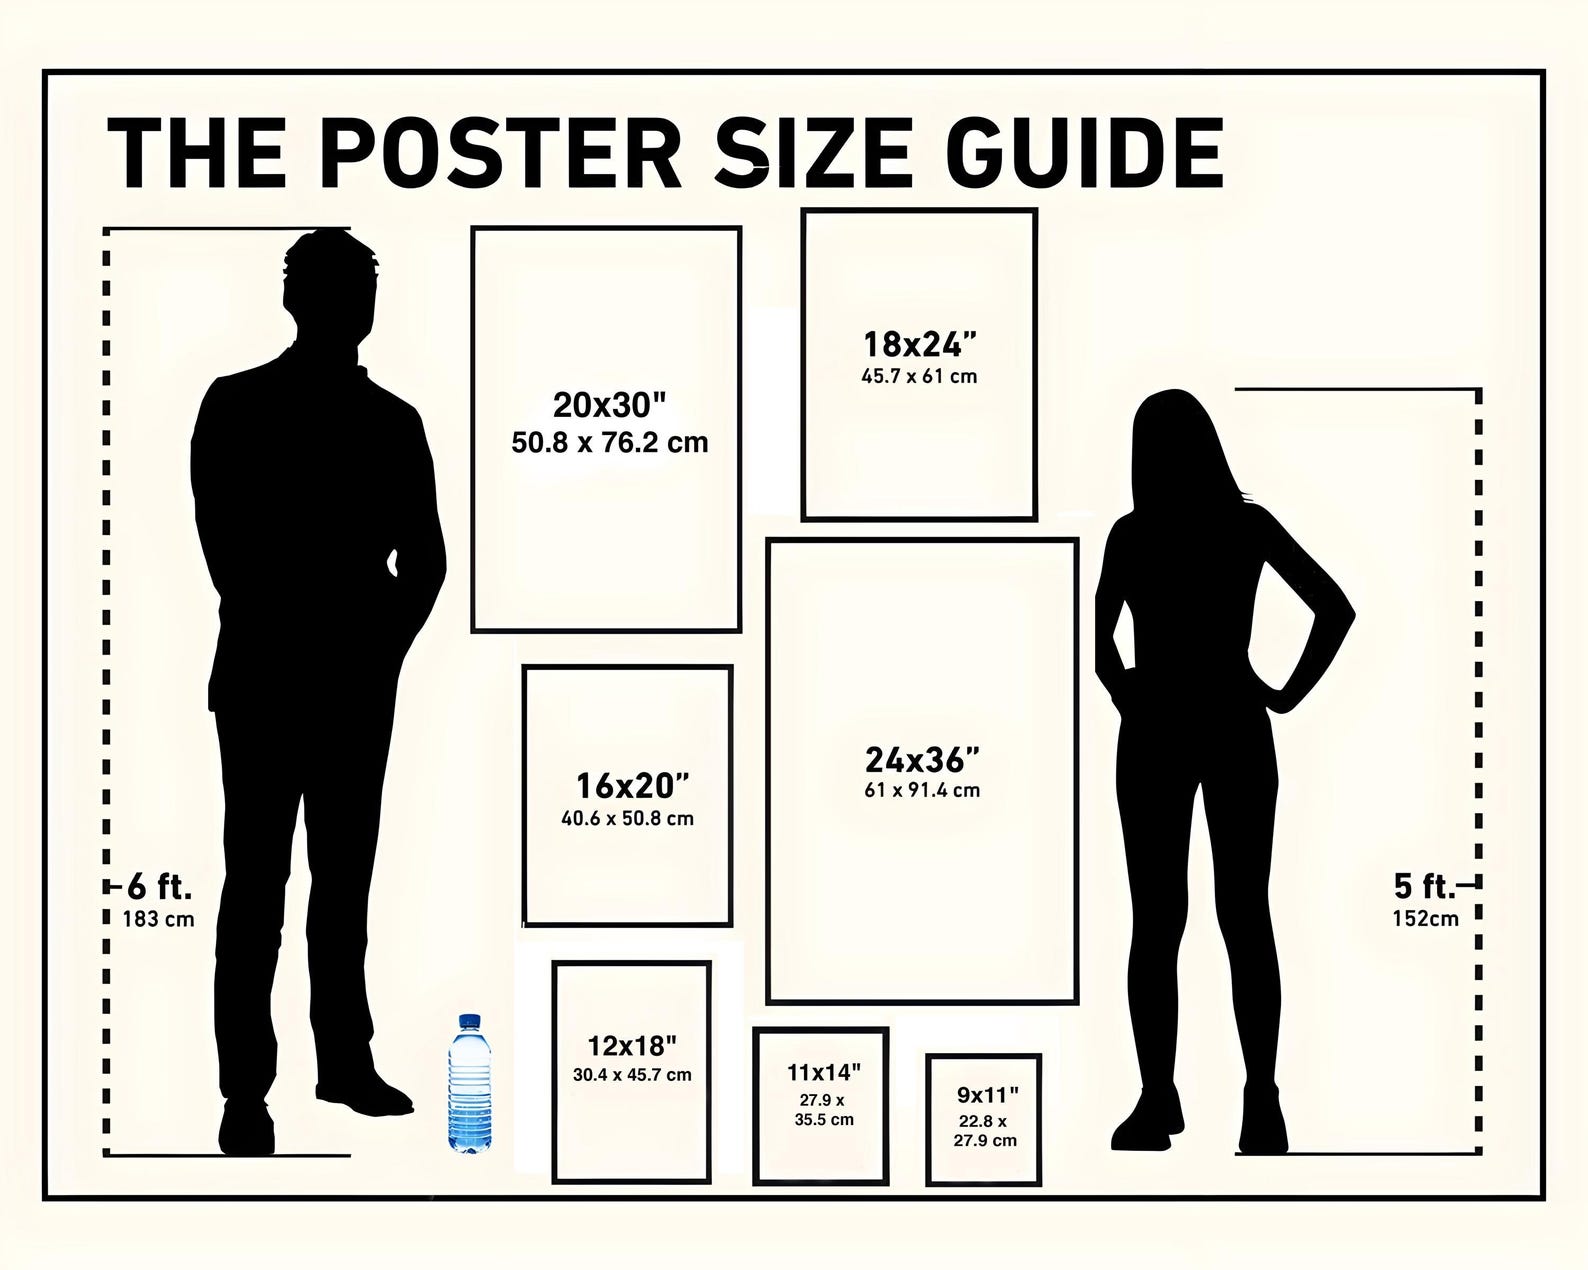 THE POSTER SIZE GUIDE
20x30"
50.8 x 76.2 cm
18x24”
45.7 x 61 cm
16x20”
40.6 x 50.8 cm
24x36”
61 x 91.4 cm
6 ft.
183 cm
5 ft.
152cm
12x18"
30.4 x 45.7 cm
11x14"
27.9 x
35.5 cm
9x11"
22.8 x
27.9 cm